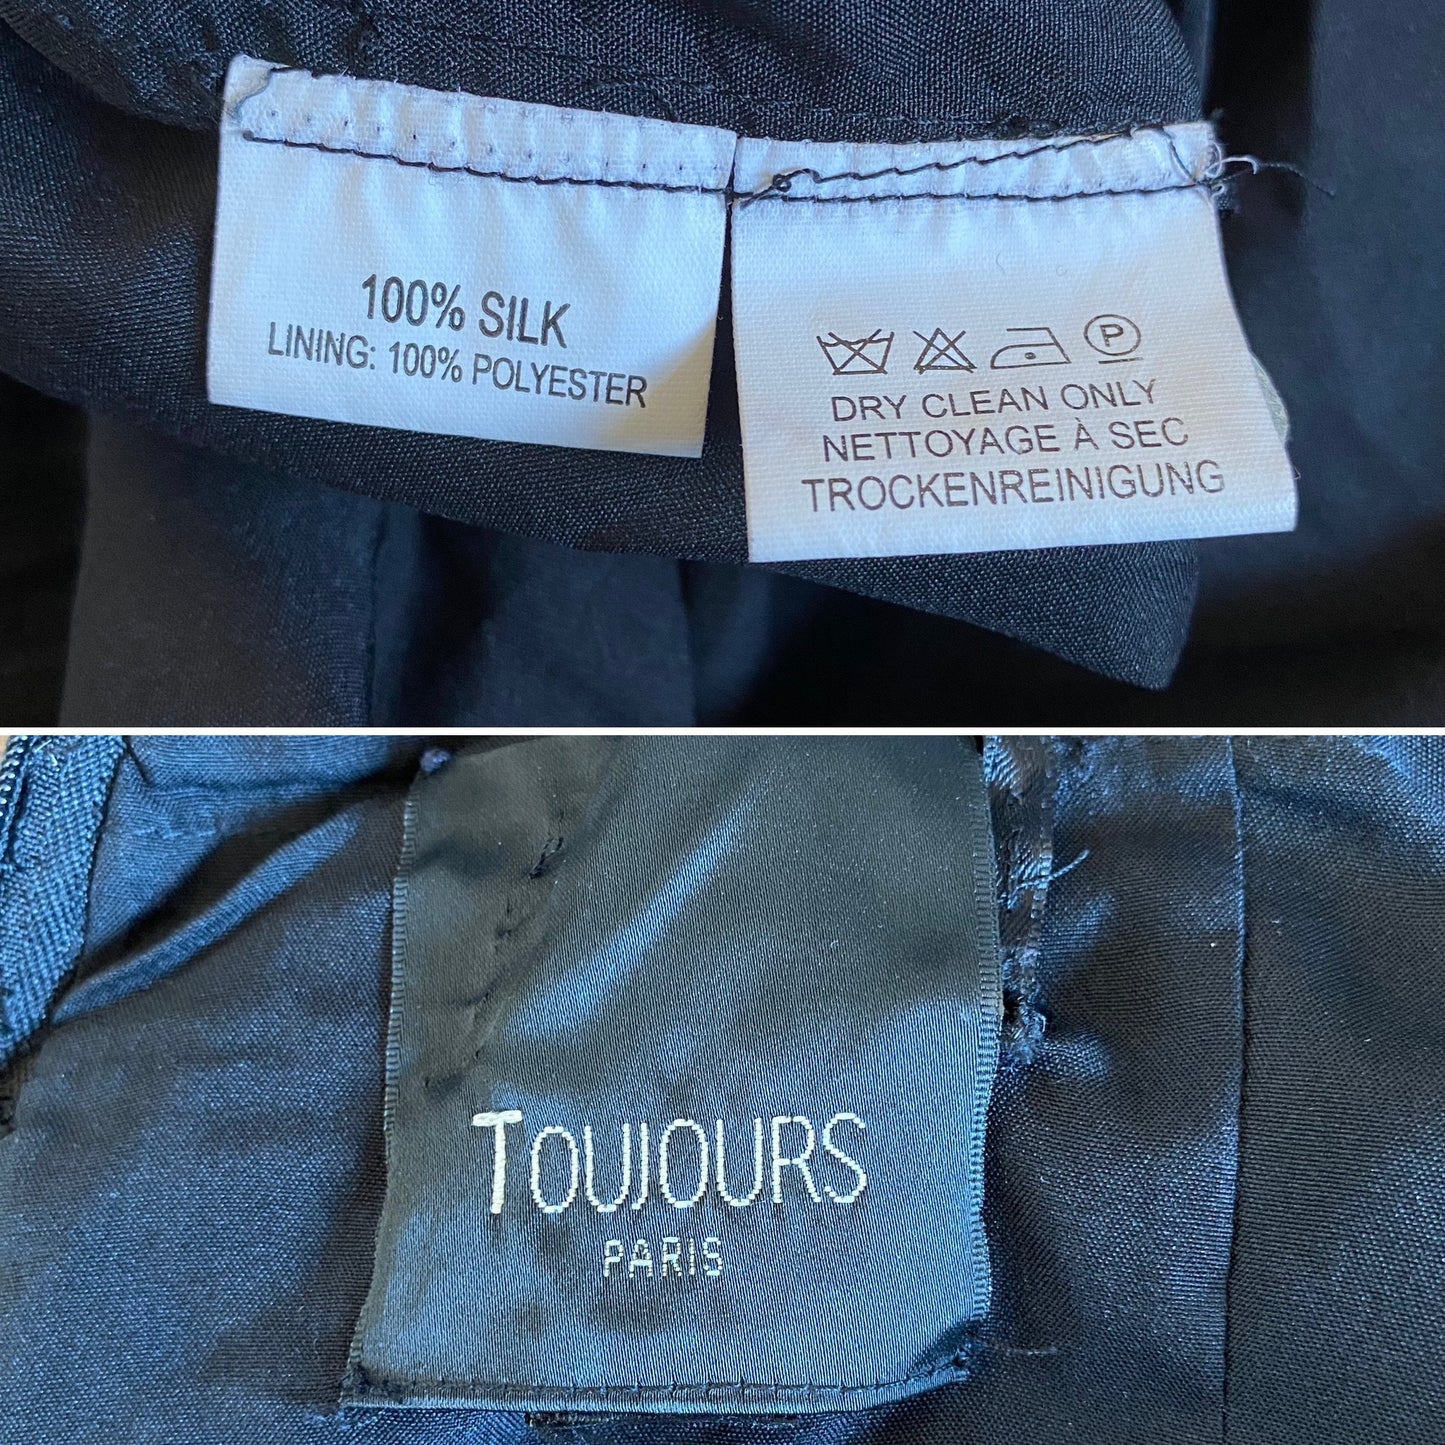 100% SILK
LINING: 100% POLYESTER
P
DRY CLEAN ONLY
NETTOYAGE À SEC
TROCKENREINIGUNG
TOUJOURS
PARIS